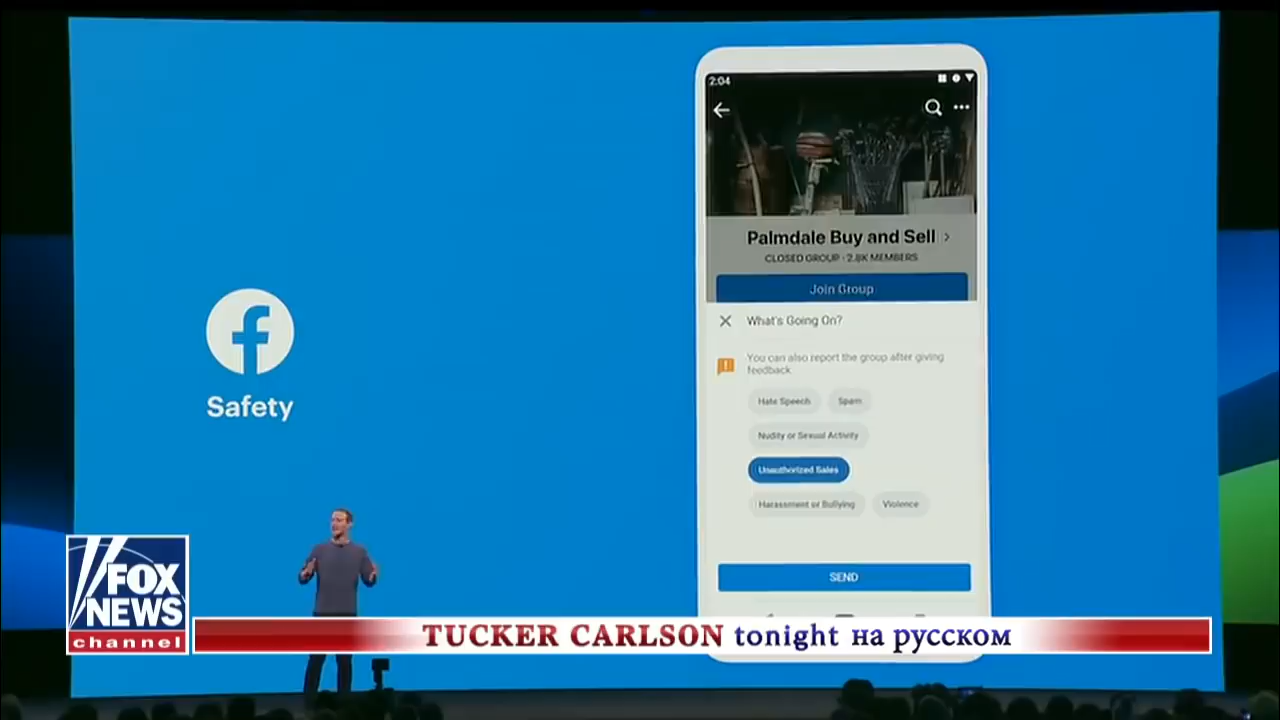 2:04
Palmdale Buy and Sell
CLOSED GROUP · 2.8K MEMBERS
Join Group
What's Going On?
You can also report the group after giving
feedback.
Hate Speech Spam
Nudity or Sexual Activity
Unauthorized Sales
Harassment or Bullying Violence
SEND
Safety
FOX
NEWS
channel
TUCKER CARLSON tonight на русском